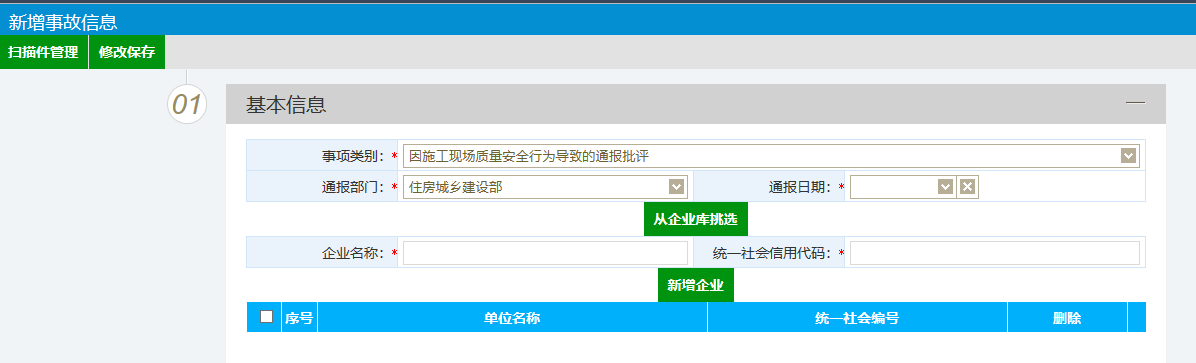 新增事故信息
扫描件管理 修改保存
01 基本信息
事项类别：* 因施工现场质量安全行为导致的通报批评
通报部门：* 住房城乡建设部 通报日期：*
从企业库挑选
企业名称：* 统一社会信用代码：*
新增企业
序号 单位名称 统一社会编号 删除